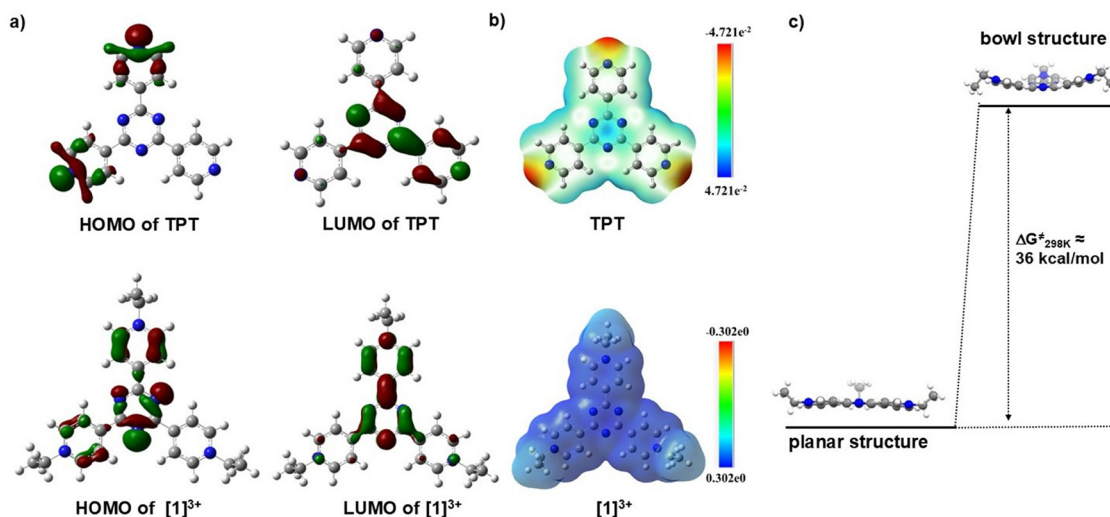 a)
HOMO of TPT
LUMO of TPT
b)
-4.721e⁻²
4.721e⁻²
TPT
c)
bowl structure
ΔG≠298K ≈
36 kcal/mol
planar structure
HOMO of [1]³⁺
LUMO of [1]³⁺
-0.302e0
0.302e0
[1]³⁺